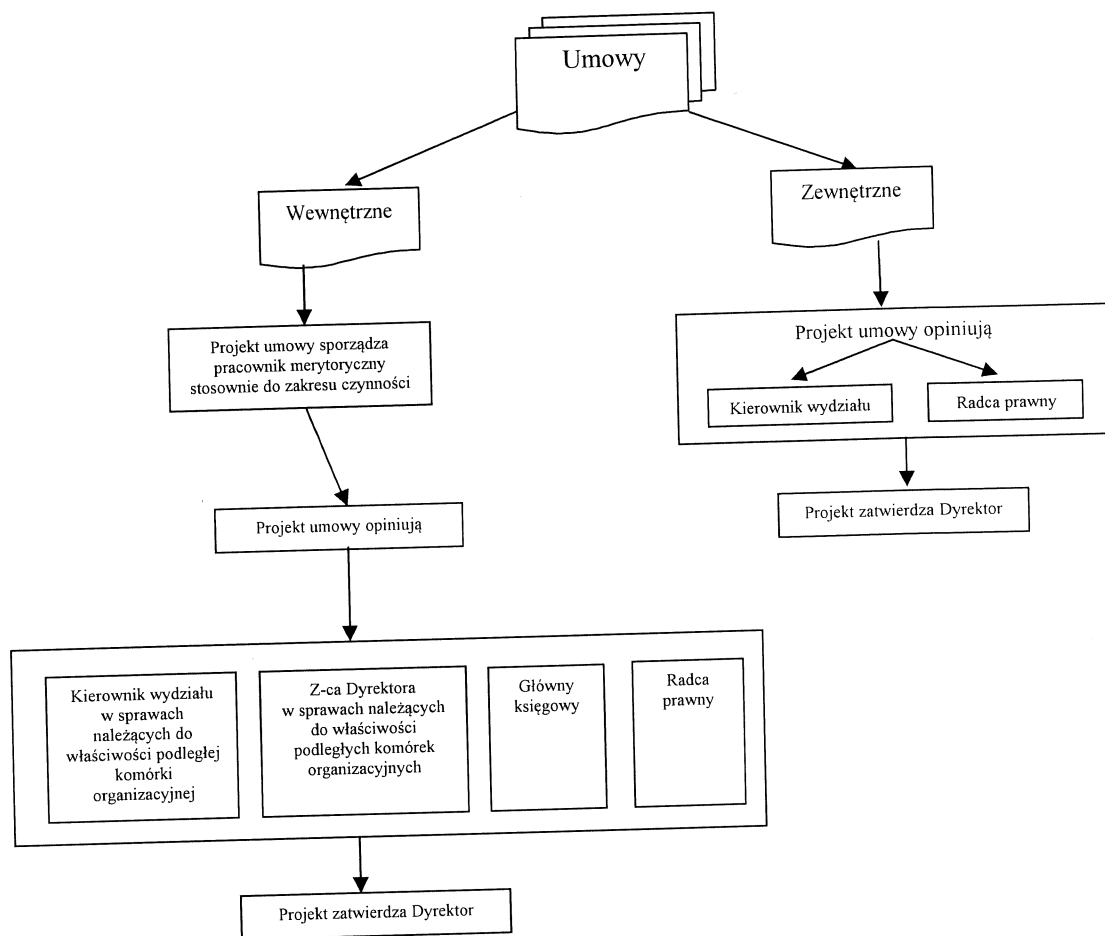 Umowy
Wewnętrzne
Zewnętrzne
Projekt umowy sporządza
pracownik merytoryczny
stosownie do zakresu czynności
Projekt umowy opiniują
Kierownik wydziału
Radca prawny
Projekt zatwierdza Dyrektor
Projekt umowy opiniują
Kierownik wydziału
w sprawach
należących do
właściwości podległej
komórki
organizacyjnej
Z-ca Dyrektora
w sprawach należących
do właściwości
podległych komórek
organizacyjnych
Główny
księgowy
Radca
prawny
Projekt zatwierdza Dyrektor